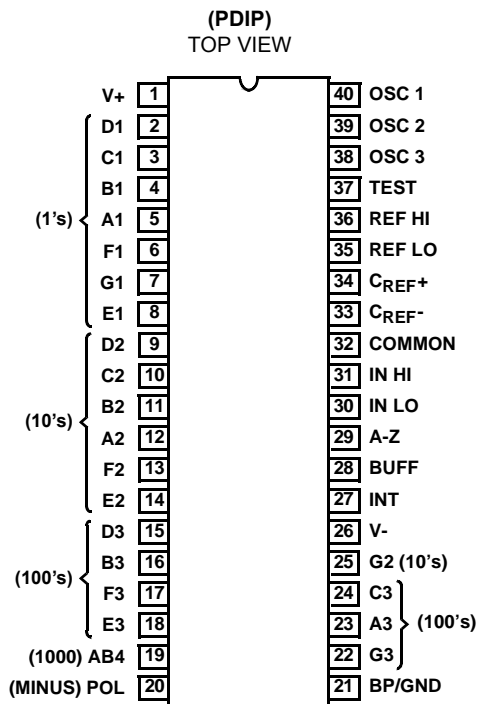 (PDIP)
TOP VIEW
V+ 1 40 OSC 1
D1 2 39 OSC 2
C1 3 38 OSC 3
B1 4 37 TEST
(1's) A1 5 36 REF HI
F1 6 35 REF LO
G1 7 34 CREF+
E1 8 33 CREF-
D2 9 32 COMMON
C2 10 31 IN HI
(10's) B2 11 30 IN LO
A2 12 29 A-Z
F2 13 28 BUFF
E2 14 27 INT
D3 15 26 V-
(100's) B3 16 25 G2 (10's)
F3 17 24 C3
E3 18 23 A3 (100's)
(1000) AB4 19 22 G3
(MINUS) POL 20 21 BP/GND